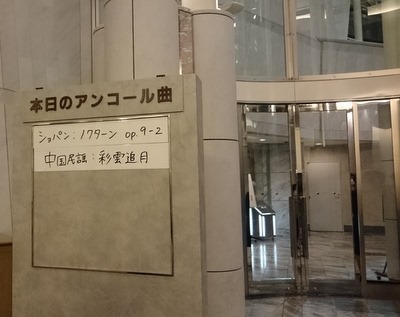 本日のアンコール曲
ショパン：ノクターン op.9-2
中国民謡：彩雲追月